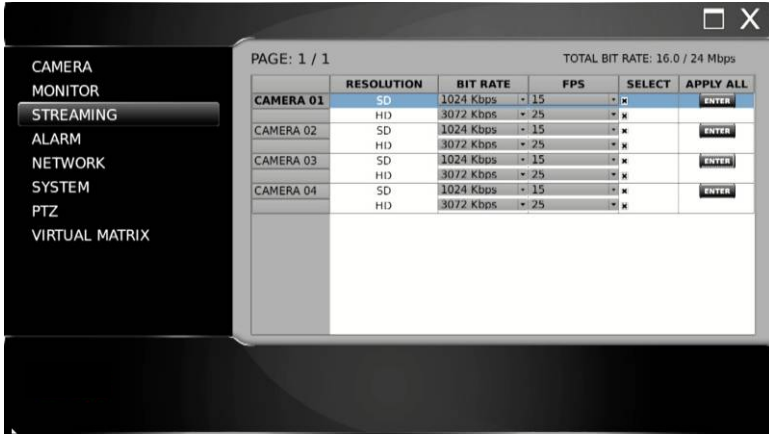 X
PAGE: 1 / 1 TOTAL BIT RATE: 16.0 / 24 Mbps
CAMERA
MONITOR
STREAMING
ALARM
NETWORK
SYSTEM
PTZ
VIRTUAL MATRIX
RESOLUTION BIT RATE FPS SELECT APPLY ALL
CAMERA 01 SD 1024 Kbps 15 ENTER
HD 3072 Kbps 25
CAMERA 02 SD 1024 Kbps 15 ENTER
HD 3072 Kbps 25
CAMERA 03 SD 1024 Kbps 15 ENTER
HD 3072 Kbps 25
CAMERA 04 SD 1024 Kbps 15 ENTER
HD 3072 Kbps 25